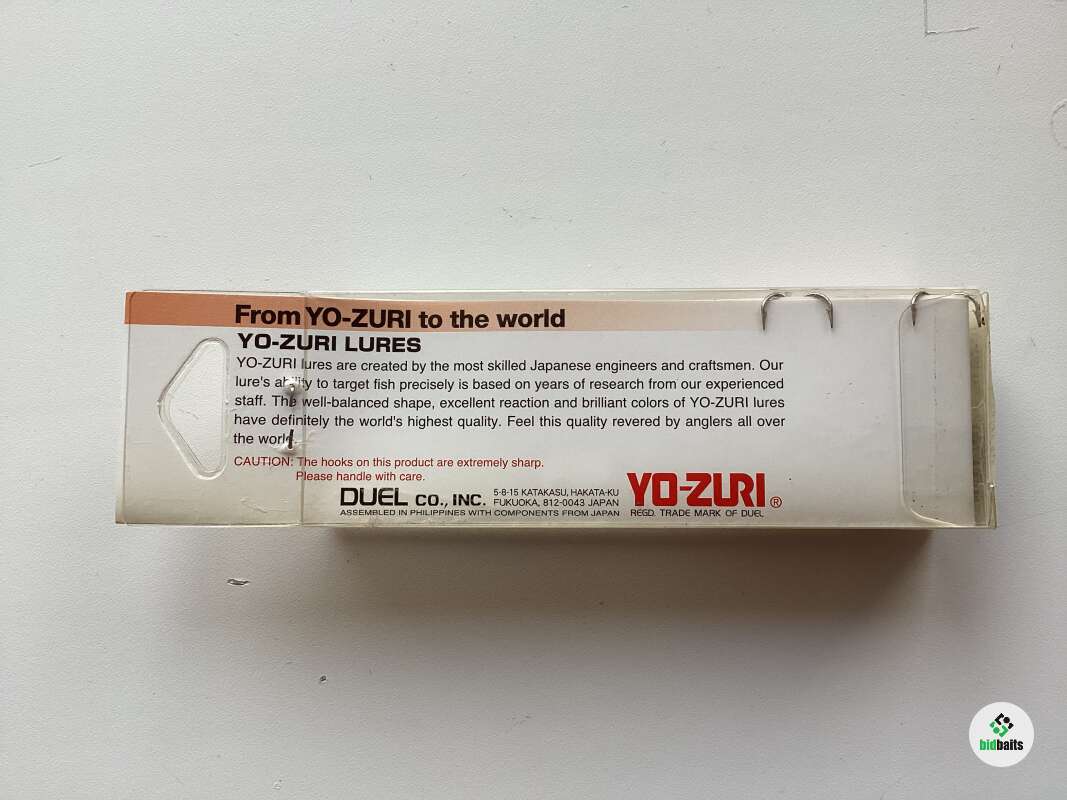 From YO-ZURI to the world
YO-ZURI LURES
YO-ZURI lures are created by the most skilled Japanese engineers and craftsmen. Our
lure's ability to target fish precisely is based on years of research from our experienced
staff. The well-balanced shape, excellent reaction and brilliant colors of YO-ZURI lures
have definitely the world's highest quality. Feel this quality revered by anglers all over
the world.
CAUTION: The hooks on this product are extremely sharp.
Please handle with care.
DUEL CO., INC. 5-8-15 KATAKASU, HAKATA-KU
FUKUOKA, 812-0043 JAPAN
ASSEMBLED IN PHILIPPINES WITH COMPONENTS FROM JAPAN
YO-ZURI®
REGD. TRADE MARK OF DUEL
bidbaits